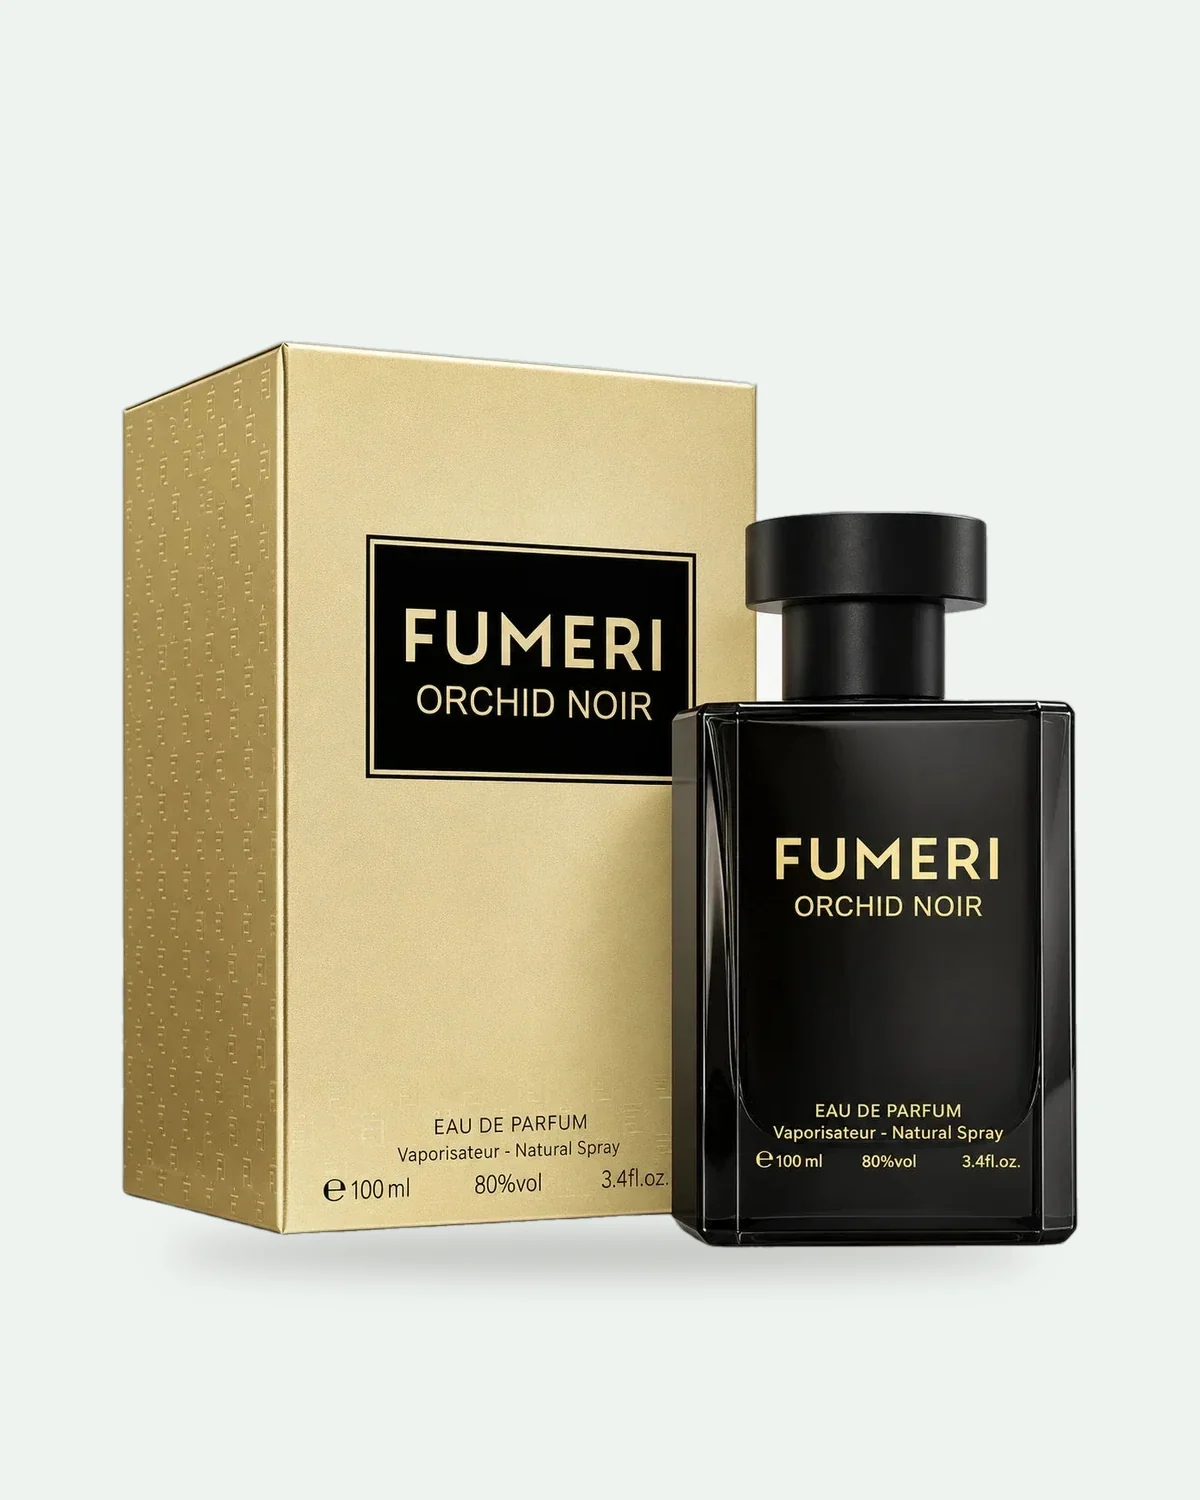 FUMERI
ORCHID NOIR
EAU DE PARFUM
Vaporisateur - Natural Spray
℮ 100 ml 80%vol 3.4fl.oz.
FUMERI
ORCHID NOIR
EAU DE PARFUM
Vaporisateur - Natural Spray
℮ 100 ml 80%vol 3.4fl.oz.